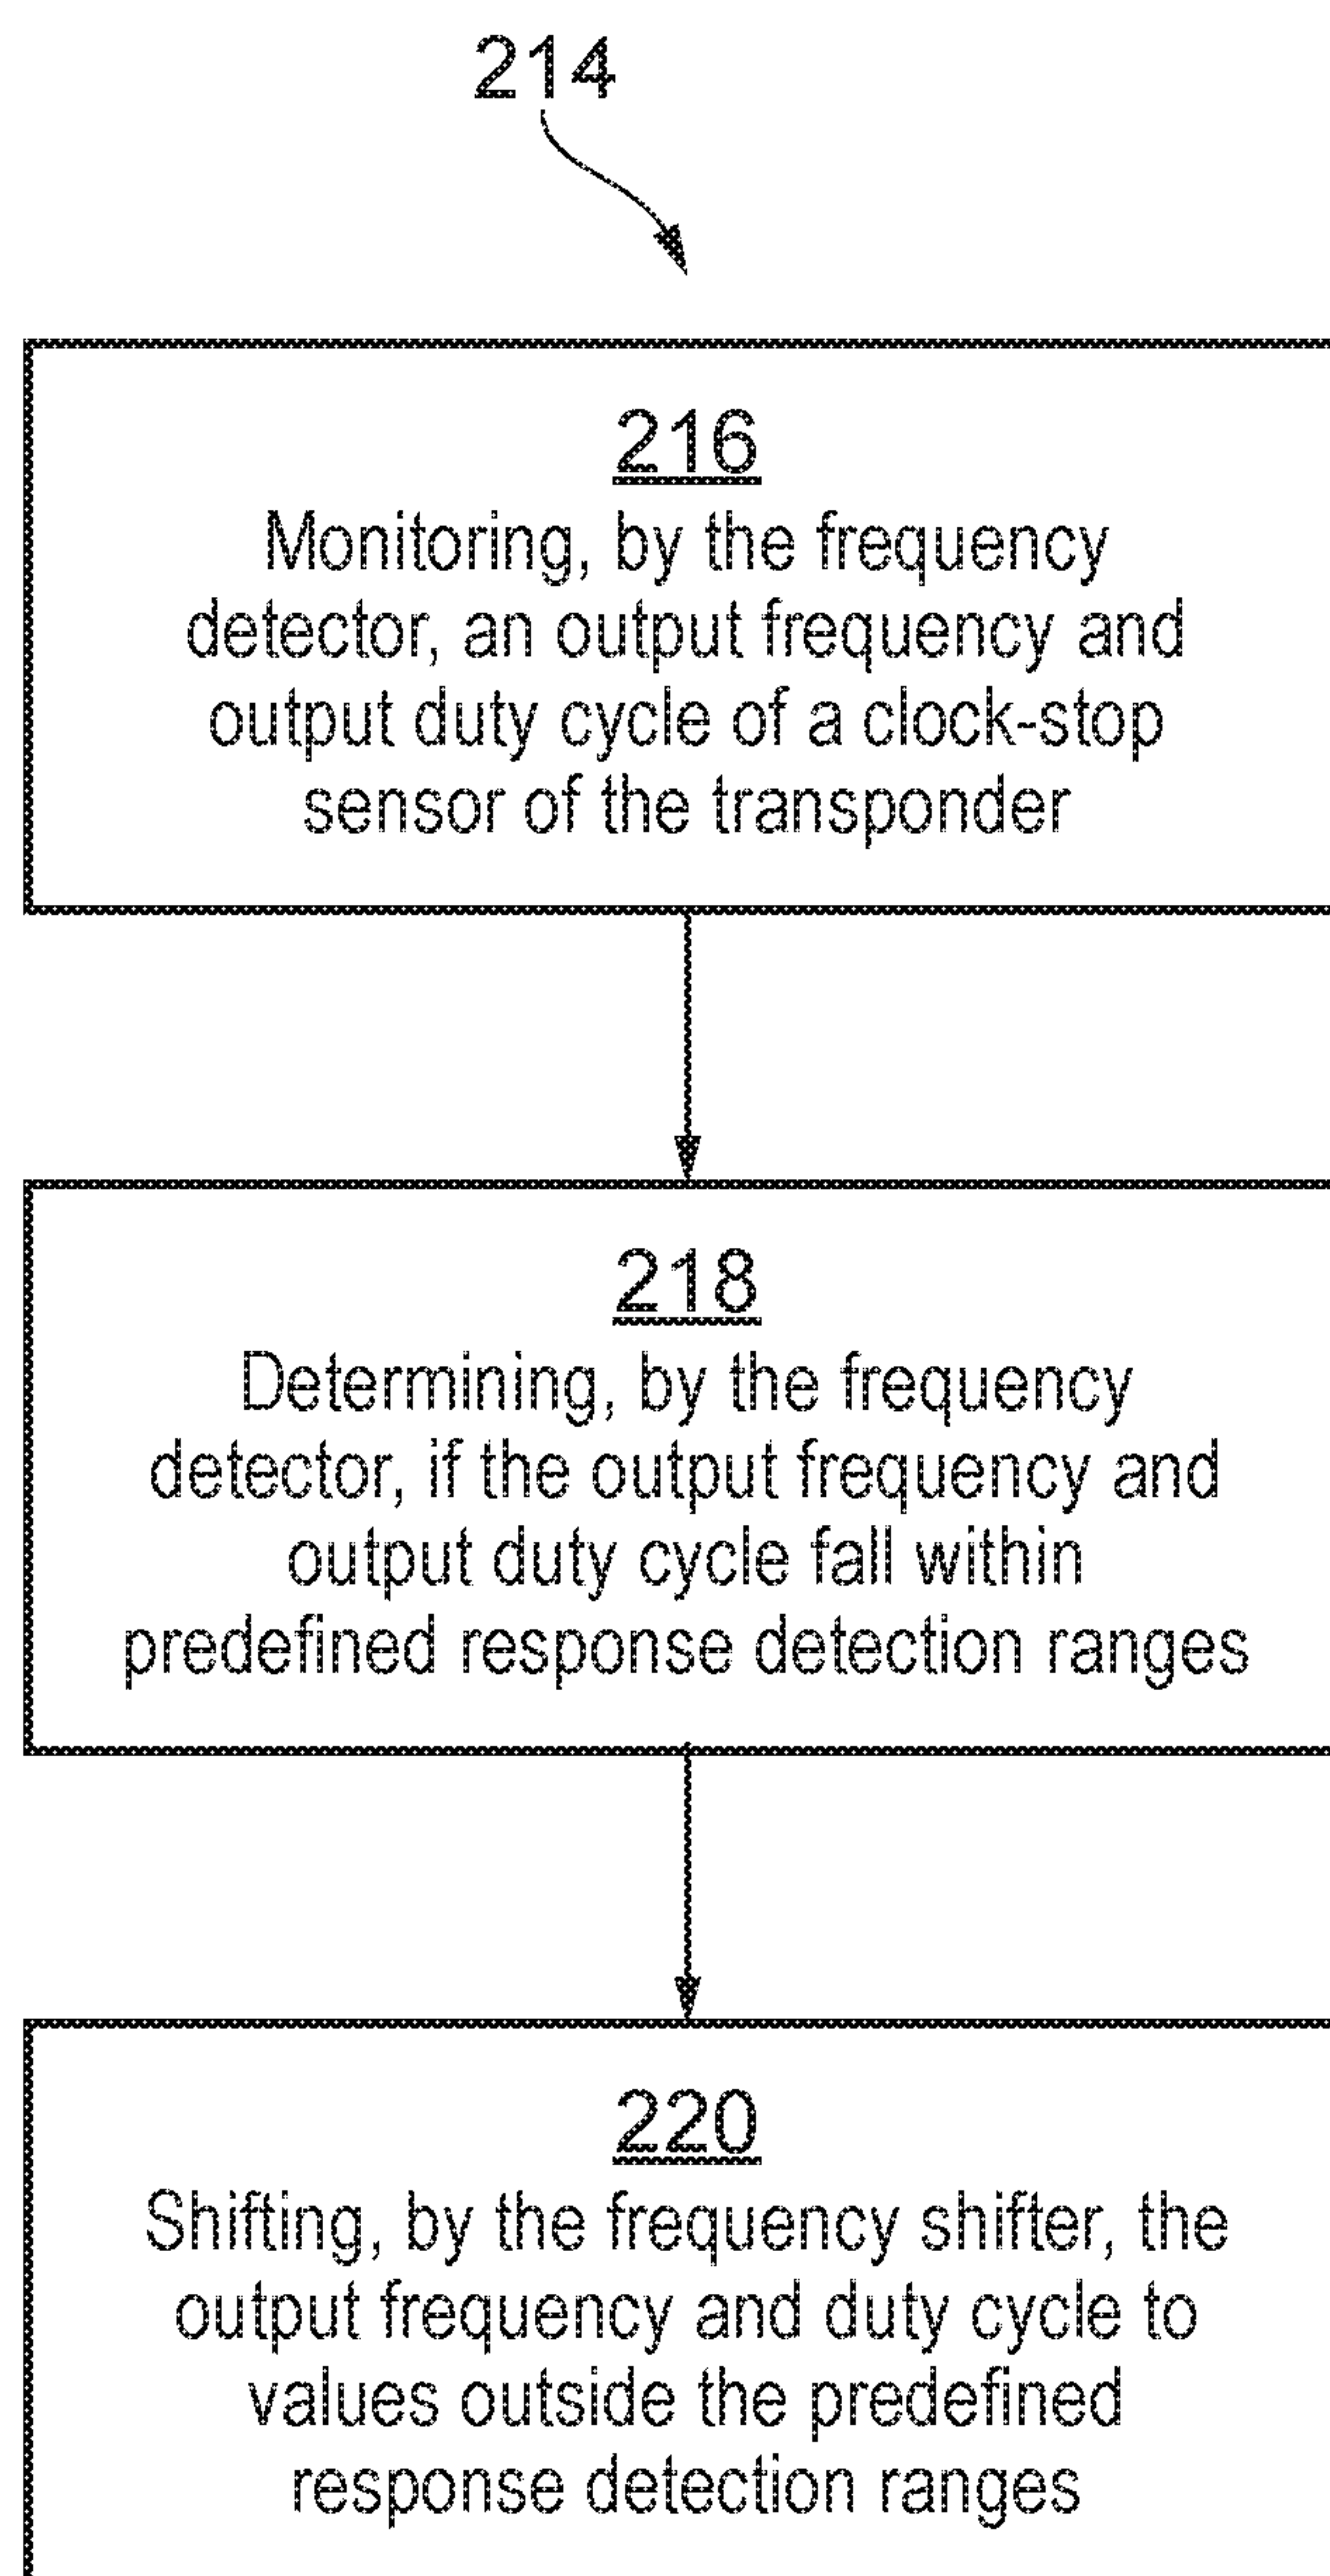 214
216
Monitoring, by the frequency
detector, an output frequency and
output duty cycle of a clock-stop
sensor of the transponder
218
Determining, by the frequency
detector, if the output frequency and
output duty cycle fall within
predefined response detection ranges
220
Shifting, by the frequency shifter, the
output frequency and duty cycle to
values outside the predefined
response detection ranges